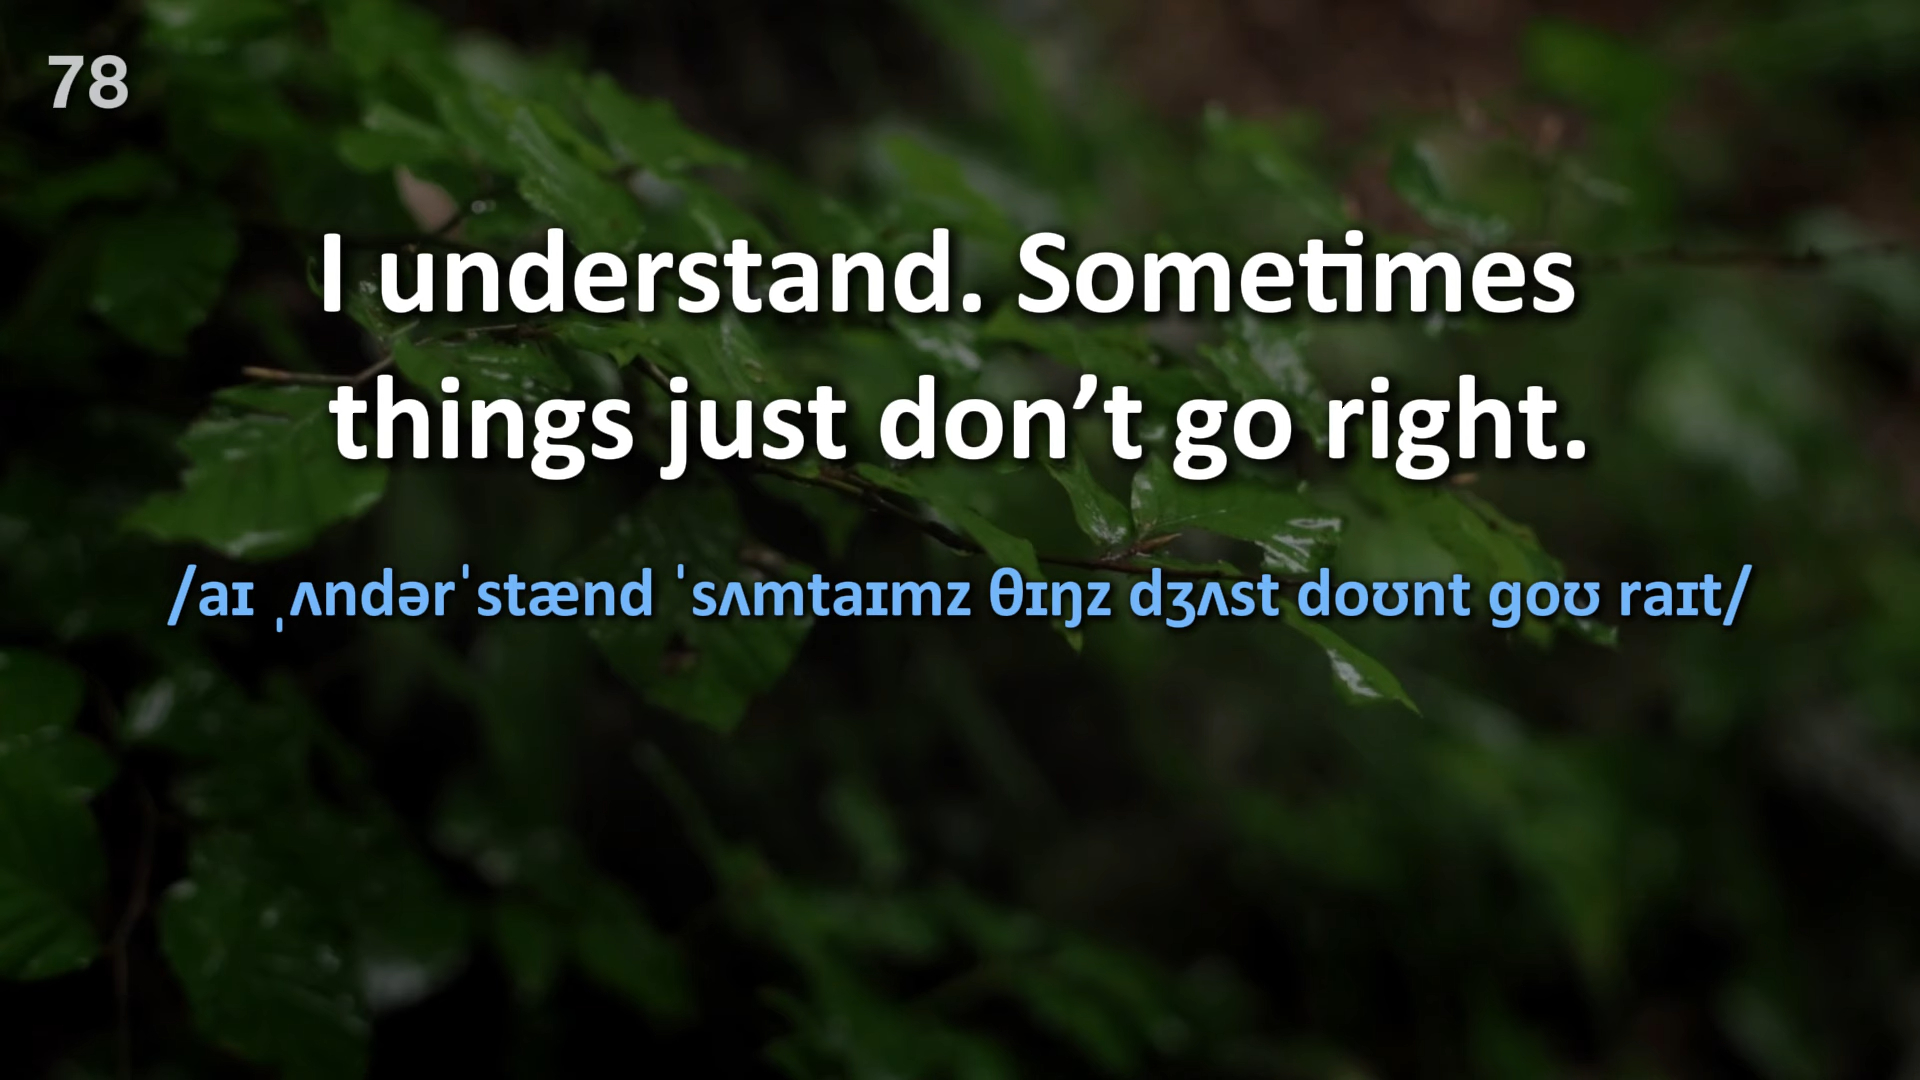 78
I understand. Sometimes
things just don’t go right.
/aɪ ˌʌndərˈstænd ˈsʌmtaɪmz θɪŋz dʒʌst doʊnt goʊ raɪt/